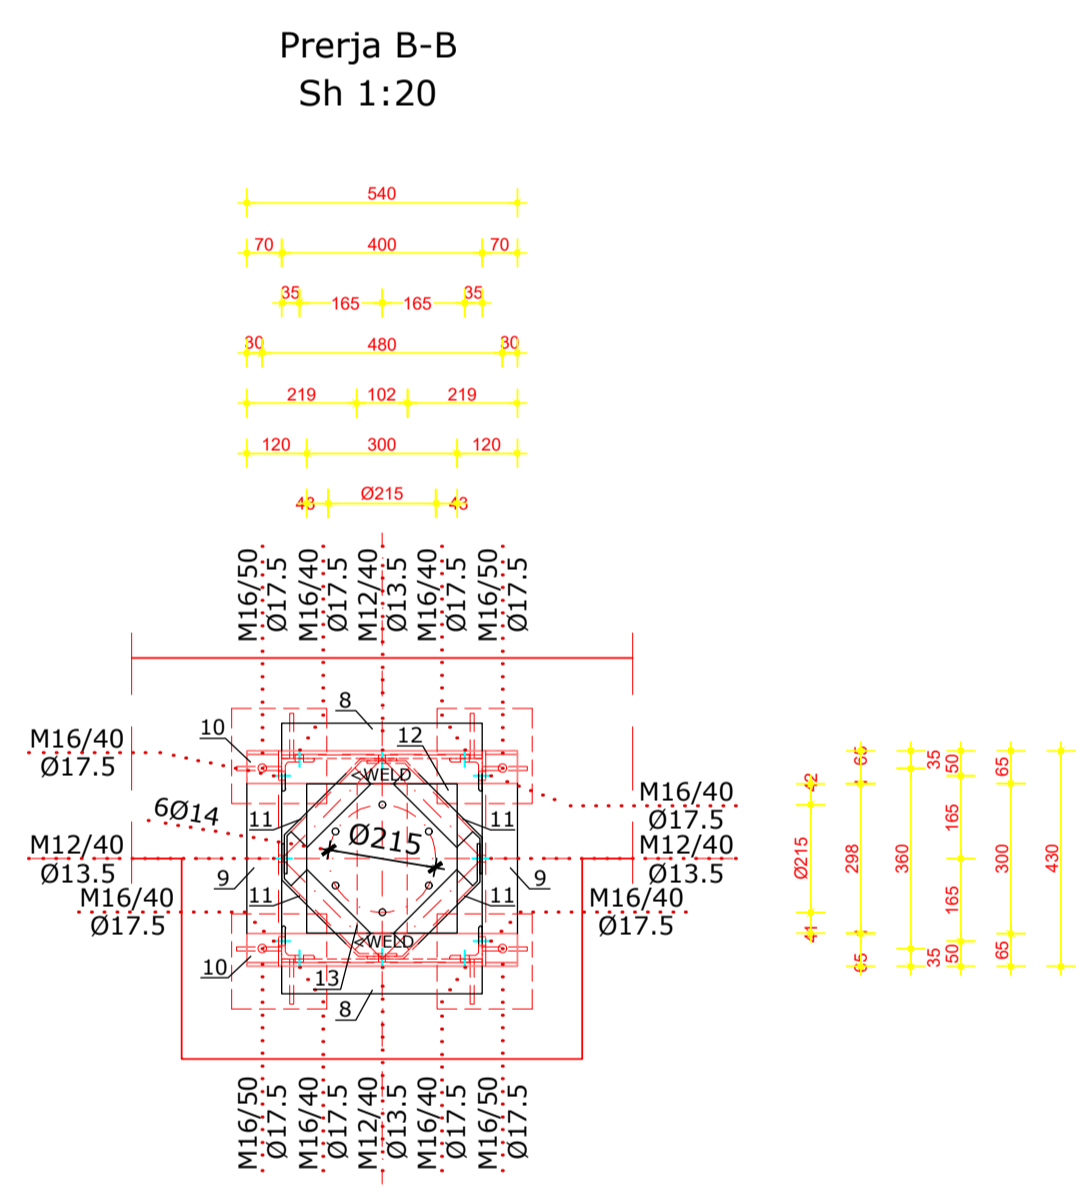 Prerja B-B
Sh 1:20
540
70 400 70
35 165 165 35
30 480 30
219 102 219
120 300 120
43 Ø215 43
M16/50 Ø17.5
M16/40 Ø17.5
M12/40 Ø13.5
M16/40 Ø17.5
M16/50 Ø17.5
8
10
12
M16/40
Ø17.5
<WELD
6Ø14
11
Ø215
11
M16/40
Ø17.5
M12/40
Ø13.5
9
9
M12/40
Ø13.5
M16/40
Ø17.5
11
11
M16/40
Ø17.5
<WELD
10
13
8
M16/50 Ø17.5
M16/40 Ø17.5
M12/40 Ø13.5
M16/40 Ø17.5
M16/50 Ø17.5
42 Ø215 41
65 298 65
360
35 50 165 165 50 35
65 300 65
430